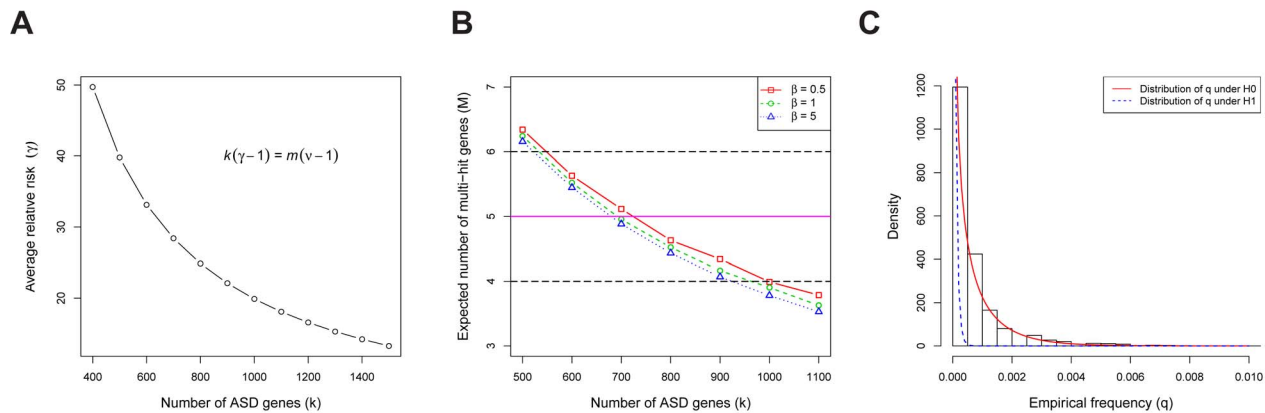 A
B
C
Average relative risk (γ)
50
40
30
20
k(γ−1) = m(ν−1)
400
600
800
1000
1200
1400
Number of ASD genes (k)
Expected number of multi−hit genes (M)
7
6
5
4
3
β = 0.5
β = 1
β = 5
500
600
700
800
900
1000
1100
Number of ASD genes (k)
Density
1200
1000
800
600
400
200
0
Distribution of q under H0
Distribution of q under H1
0.000
0.002
0.004
0.006
0.008
0.010
Empirical frequency (q)